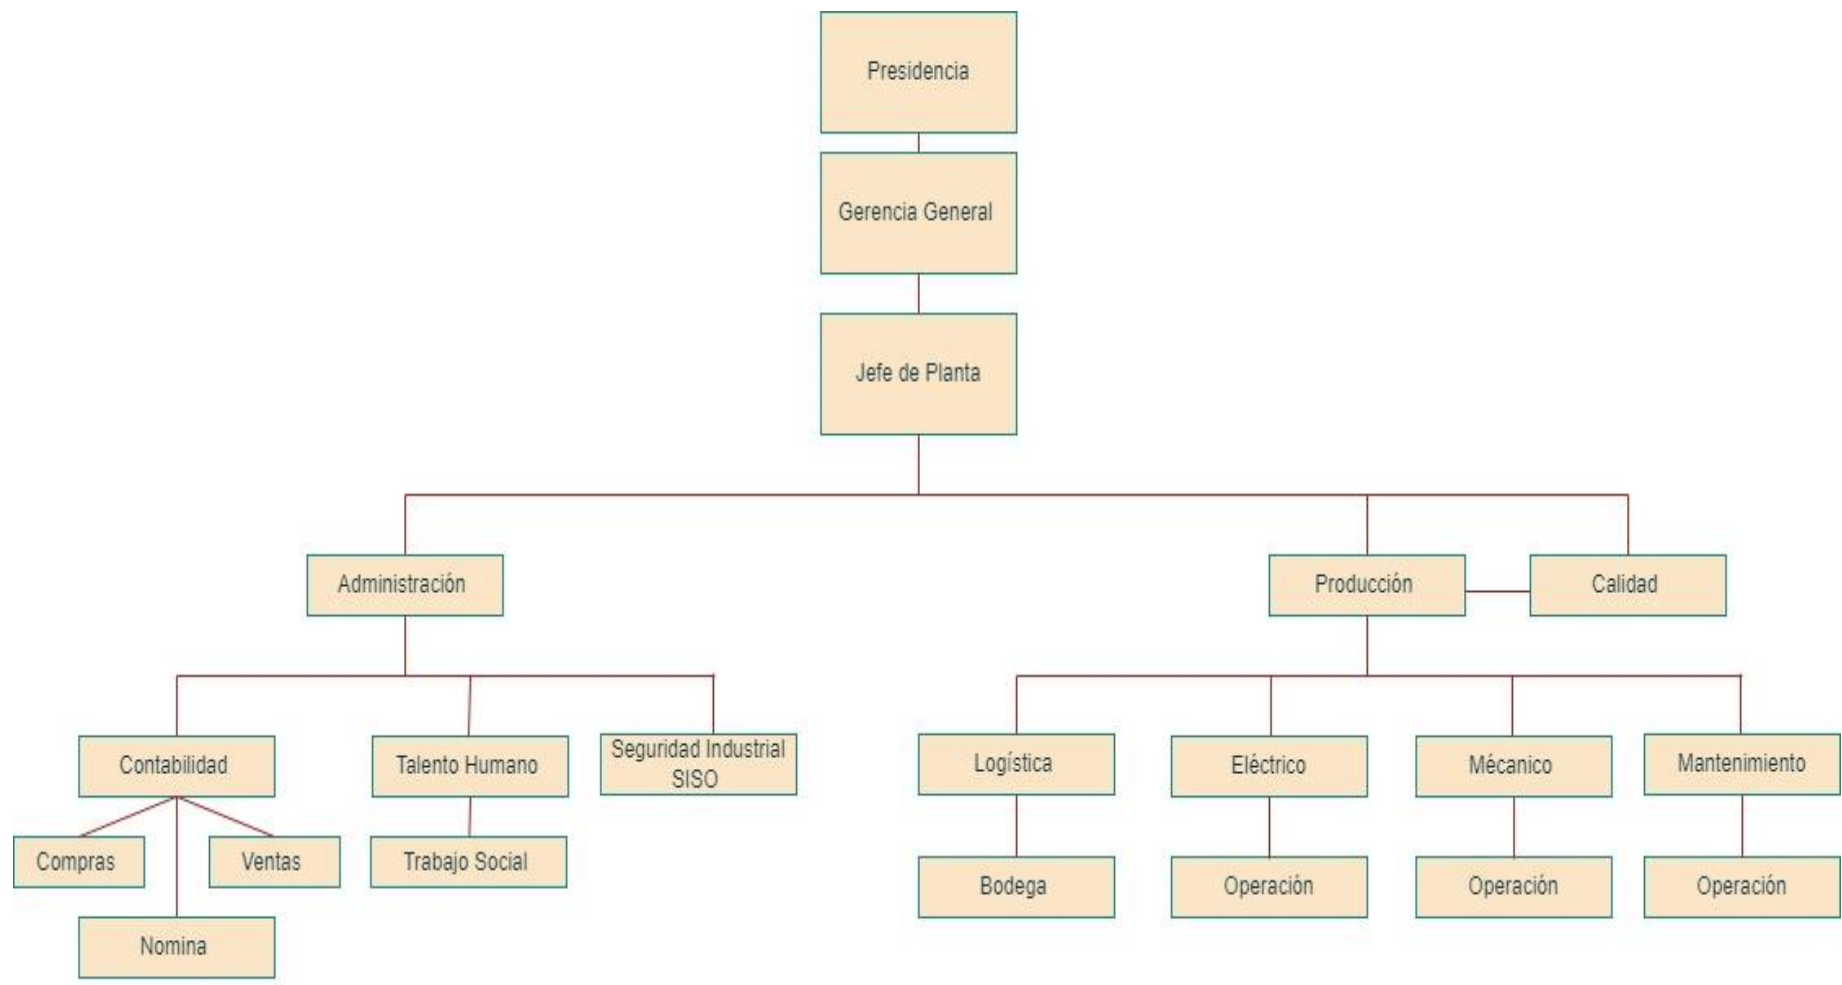 Presidencia
Gerencia General
Jefe de Planta
Administración
Producción
Calidad
Contabilidad
Talento Humano
Seguridad Industrial
SISO
Logística
Eléctrico
Mécanico
Mantenimiento
Compras
Ventas
Trabajo Social
Bodega
Operación
Operación
Operación
Nomina